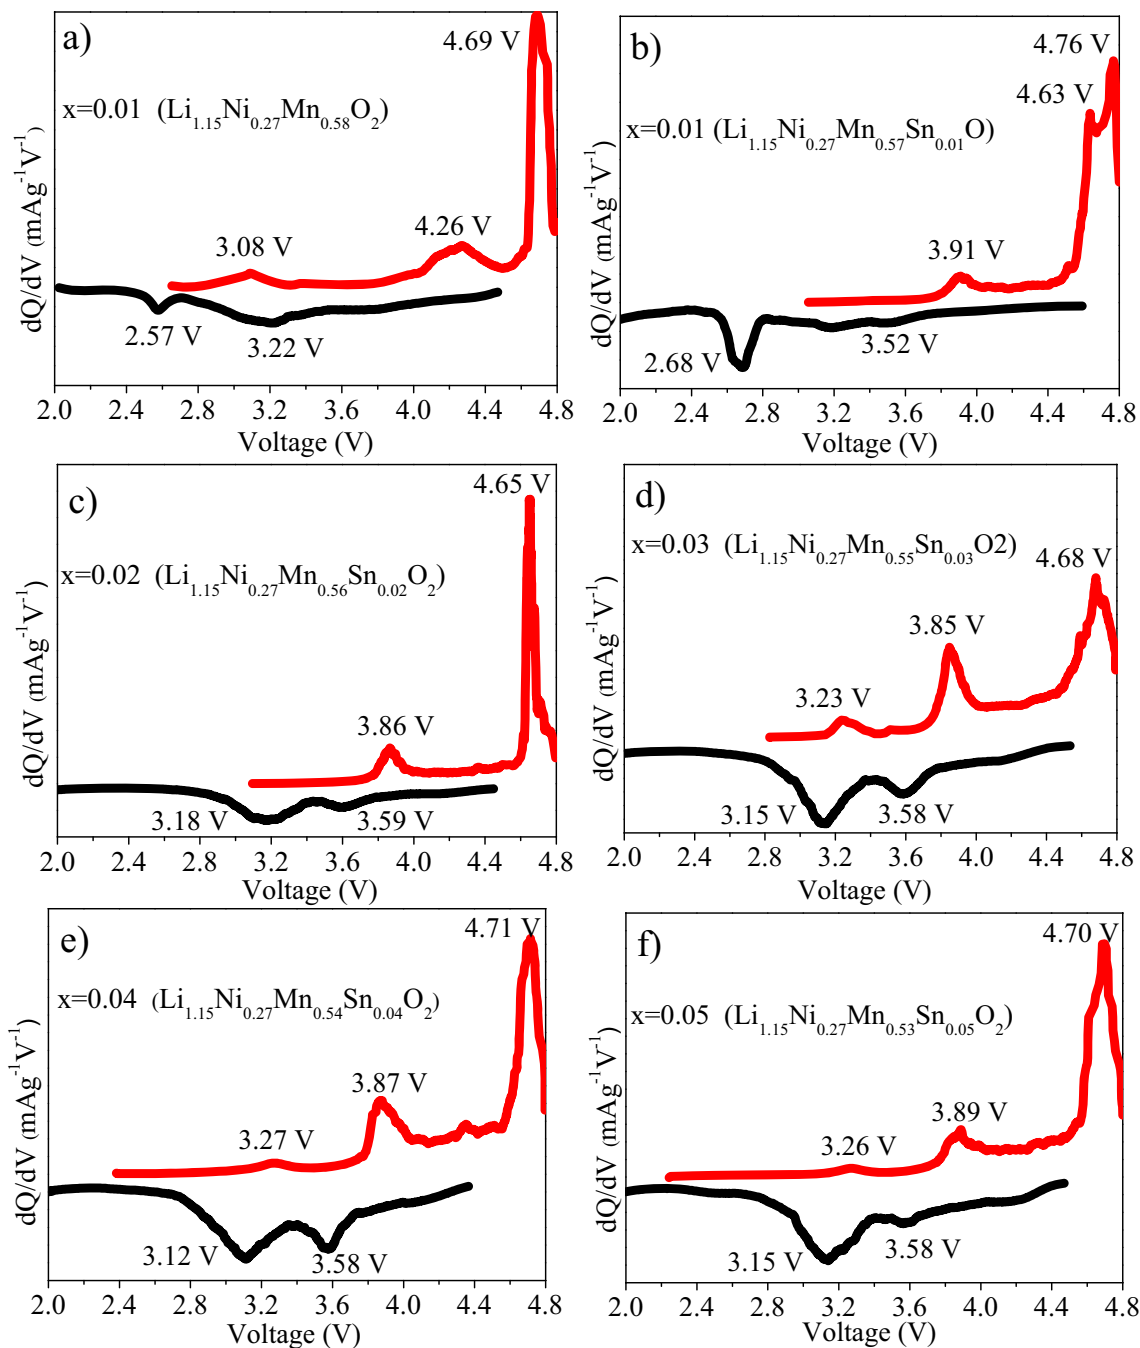 a)
4.69 V
x=0.01 (Li1.15Ni0.27Mn0.58O2)
4.26 V
3.08 V
2.57 V
3.22 V
dQ/dV (mAg-1V-1)
2.0 2.4 2.8 3.2 3.6 4.0 4.4 4.8
Voltage (V)
b)
4.76 V
4.63 V
x=0.01 (Li1.15Ni0.27Mn0.57Sn0.01O)
3.91 V
2.68 V
3.52 V
dQ/dV (mAg-1V-1)
2.0 2.4 2.8 3.2 3.6 4.0 4.4 4.8
Voltage (V)
c)
4.65 V
x=0.02 (Li1.15Ni0.27Mn0.56Sn0.02O2)
3.86 V
3.18 V
3.59 V
dQ/dV (mAg-1V-1)
2.0 2.4 2.8 3.2 3.6 4.0 4.4 4.8
Voltage (V)
d)
x=0.03 (Li1.15Ni0.27Mn0.55Sn0.03O2)
4.68 V
3.85 V
3.23 V
3.15 V
3.58 V
dQ/dV (mAg-1V-1)
2.0 2.4 2.8 3.2 3.6 4.0 4.4 4.8
Voltage (V)
e)
4.71 V
x=0.04 (Li1.15Ni0.27Mn0.54Sn0.04O2)
3.87 V
3.27 V
3.12 V
3.58 V
dQ/dV (mAg-1V-1)
2.0 2.4 2.8 3.2 3.6 4.0 4.4 4.8
Voltage (V)
f)
4.70 V
x=0.05 (Li1.15Ni0.27Mn0.53Sn0.05O2)
3.89 V
3.26 V
3.15 V
3.58 V
dQ/dV (mAg-1V-1)
2.0 2.4 2.8 3.2 3.6 4.0 4.4 4.8
Voltage (V)